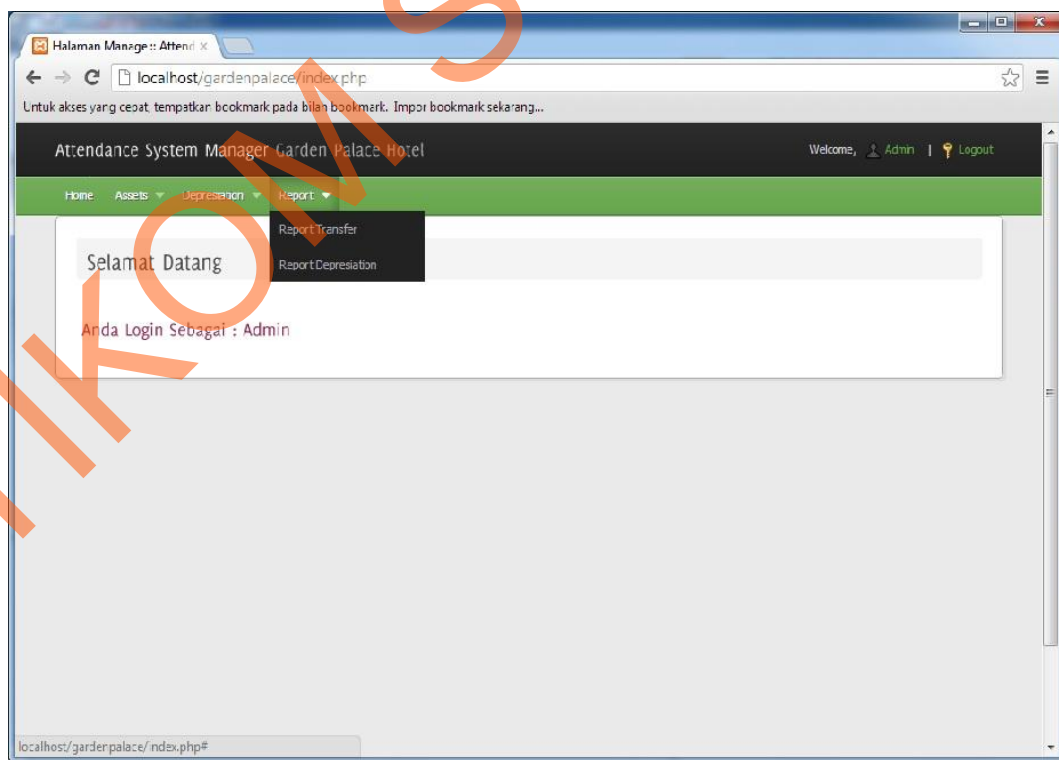 Halaman Manage :: Attend
localhost/gardenpalace/index.php
Untuk akses yang cepat, tempatkan bookmark pada bilah bookmark. Impor bookmark sekarang...
Attendance System Manager Garden Palace Hotel
Welcome, Admin | Logout
Home Assets Depresiation Report
Report Transfer
Report Depresiation
Selamat Datang
Anda Login Sebagai : Admin
localhost/gardenpalace/index.php#
IKOM S